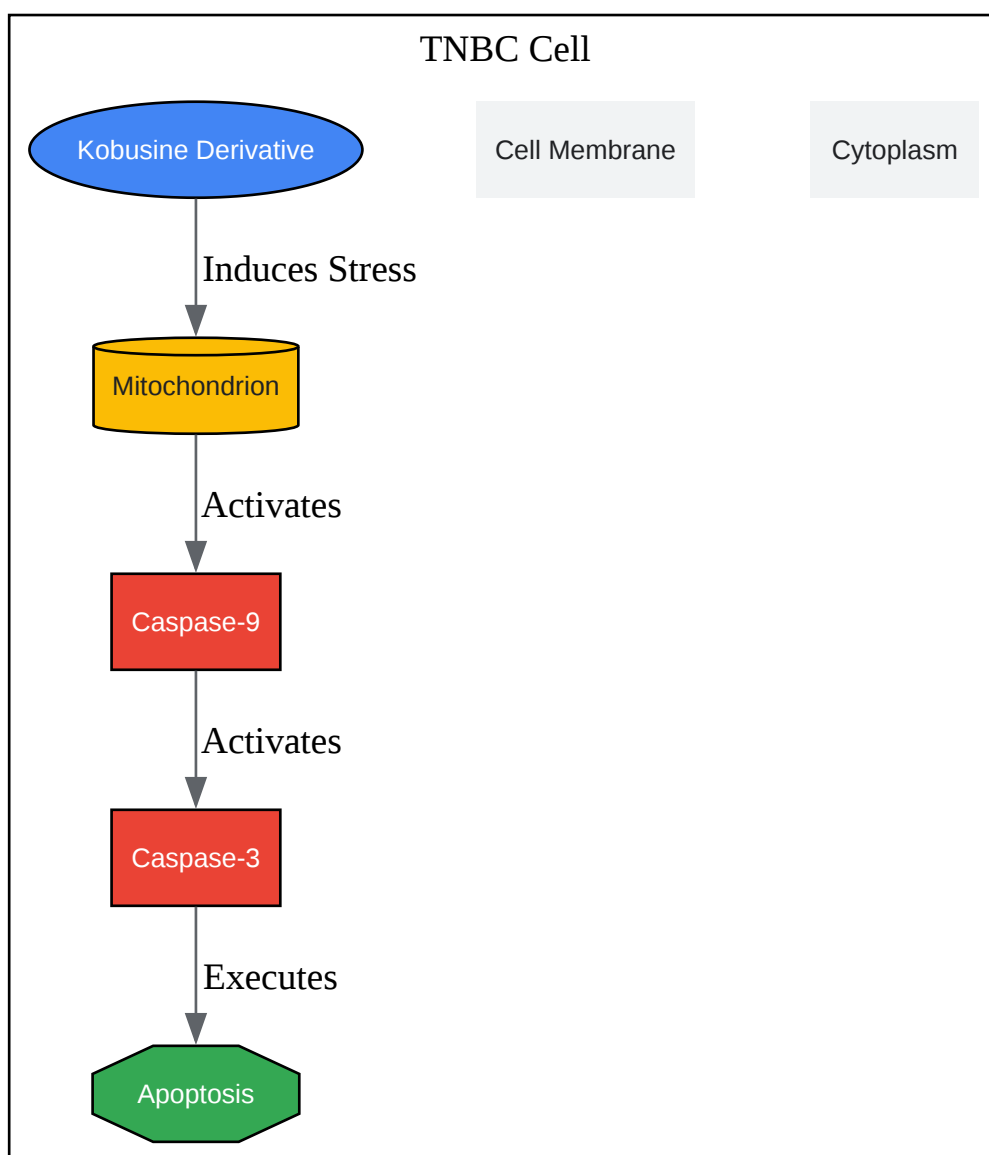 TNBC Cell
Kobusine Derivative
Cell Membrane
Cytoplasm
Induces Stress
Mitochondrion
Activates
Caspase-9
Activates
Caspase-3
Executes
Apoptosis